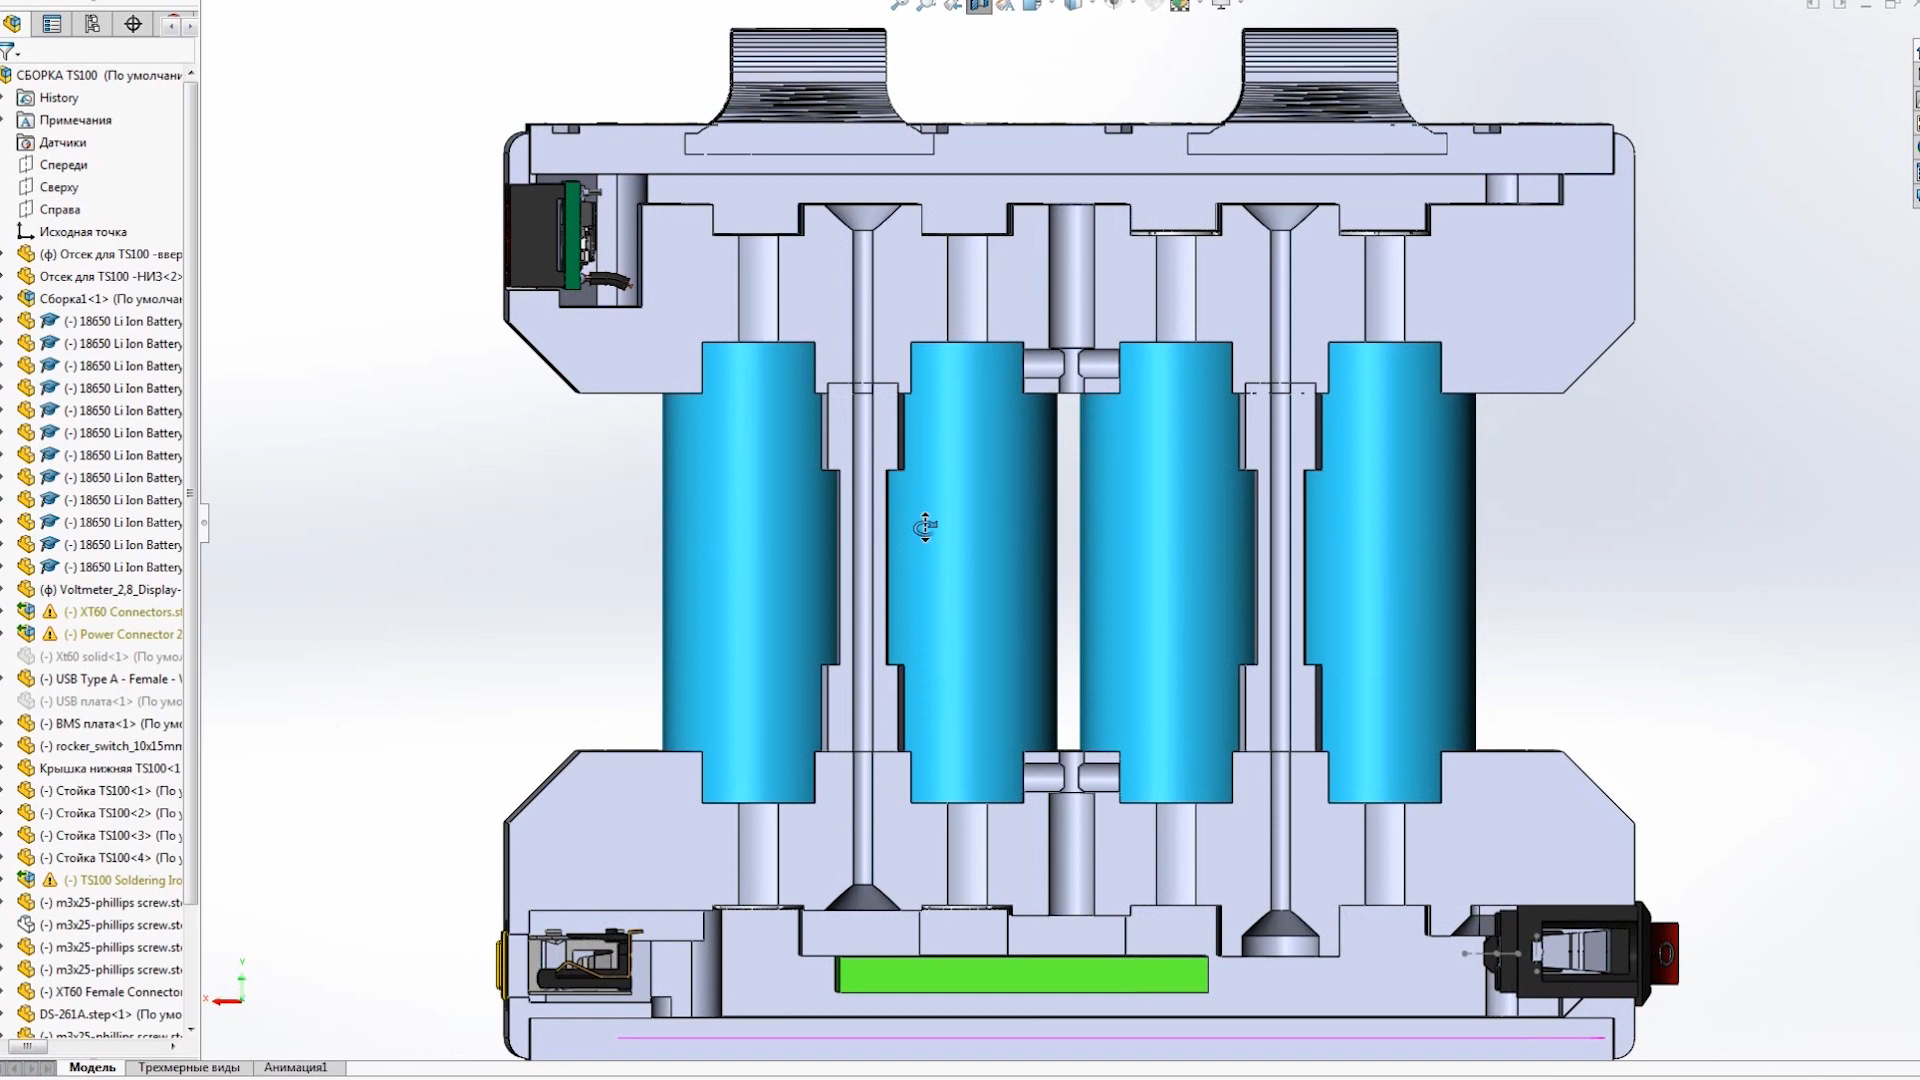 СБОРКА TS100 (По умолчани
History
Примечания
Датчики
Спереди
Сверху
Справа
Исходная точка
(ф) Отсек для TS100 -ввер
Отсек для TS100 -НИЗ<2>
Сборка1<1> (По умолчан
(-) 18650 Li Ion Battery
(-) 18650 Li Ion Battery
(-) 18650 Li Ion Battery
(-) 18650 Li Ion Battery
(-) 18650 Li Ion Battery
(-) 18650 Li Ion Battery
(-) 18650 Li Ion Battery
(-) 18650 Li Ion Battery
(-) 18650 Li Ion Battery
(-) 18650 Li Ion Battery
(-) 18650 Li Ion Battery
(-) 18650 Li Ion Battery
(ф) Voltmeter_2,8_Display-
(-) XT60 Connectors.st
(-) Power Connector 2
(-) Xt60 solid<1> (По умол
(-) USB Type A - Female -
(-) USB плата<1> (По умо
(-) BMS плата<1> (По умо
(-) rocker_switch_10x15mm
Крышка нижняя TS100<1
(-) Стойка TS100<1> (По у
(-) Стойка TS100<2> (По у
(-) Стойка TS100<3> (По у
(-) Стойка TS100<4> (По у
(-) TS100 Soldering Iro
(-) m3x25-phillips screw.st
(-) m3x25-phillips screw.st
(-) m3x25-phillips screw.st
(-) m3x25-phillips screw.st
(-) XT60 Female Connector
DS-261A.step<1> (По умо
(-) m3x25-phillips screw.st
Y
X
Модель Трехмерные виды Анимация1